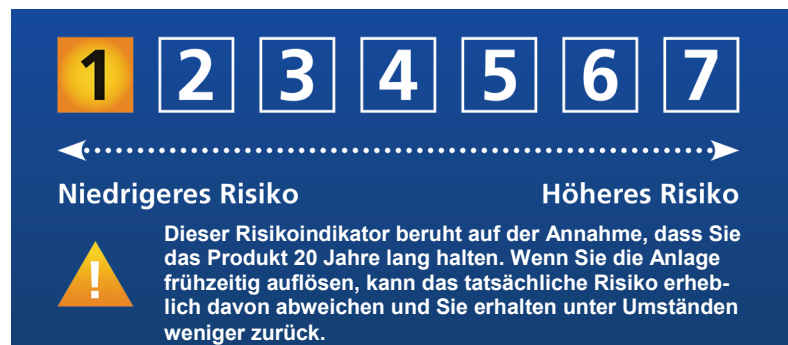 1 2 3 4 5 6 7
Niedrigeres Risiko Höheres Risiko
Dieser Risikoindikator beruht auf der Annahme, dass Sie
das Produkt 20 Jahre lang halten. Wenn Sie die Anlage
frühzeitig auflösen, kann das tatsächliche Risiko erheb-
lich davon abweichen und Sie erhalten unter Umständen
weniger zurück.